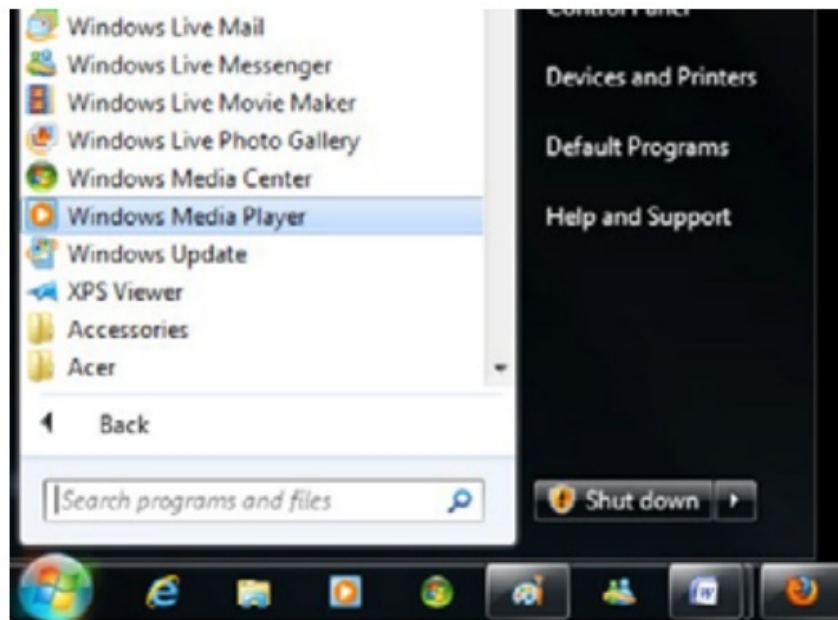 Windows Live Mail
Windows Live Messenger
Windows Live Movie Maker
Windows Live Photo Gallery
Windows Media Center
Windows Media Player
Windows Update
XPS Viewer
Accessories
Acer
Back
Search programs and files
Control Panel
Devices and Printers
Default Programs
Help and Support
Shut down